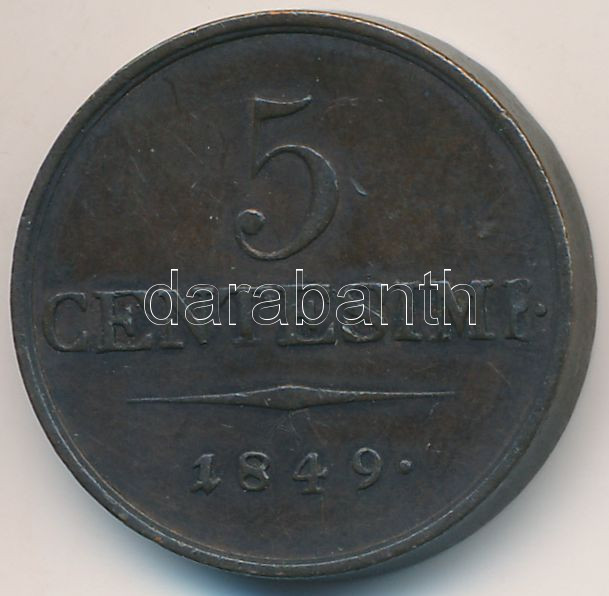 5
CENTESIMI·
darabanth
1849·